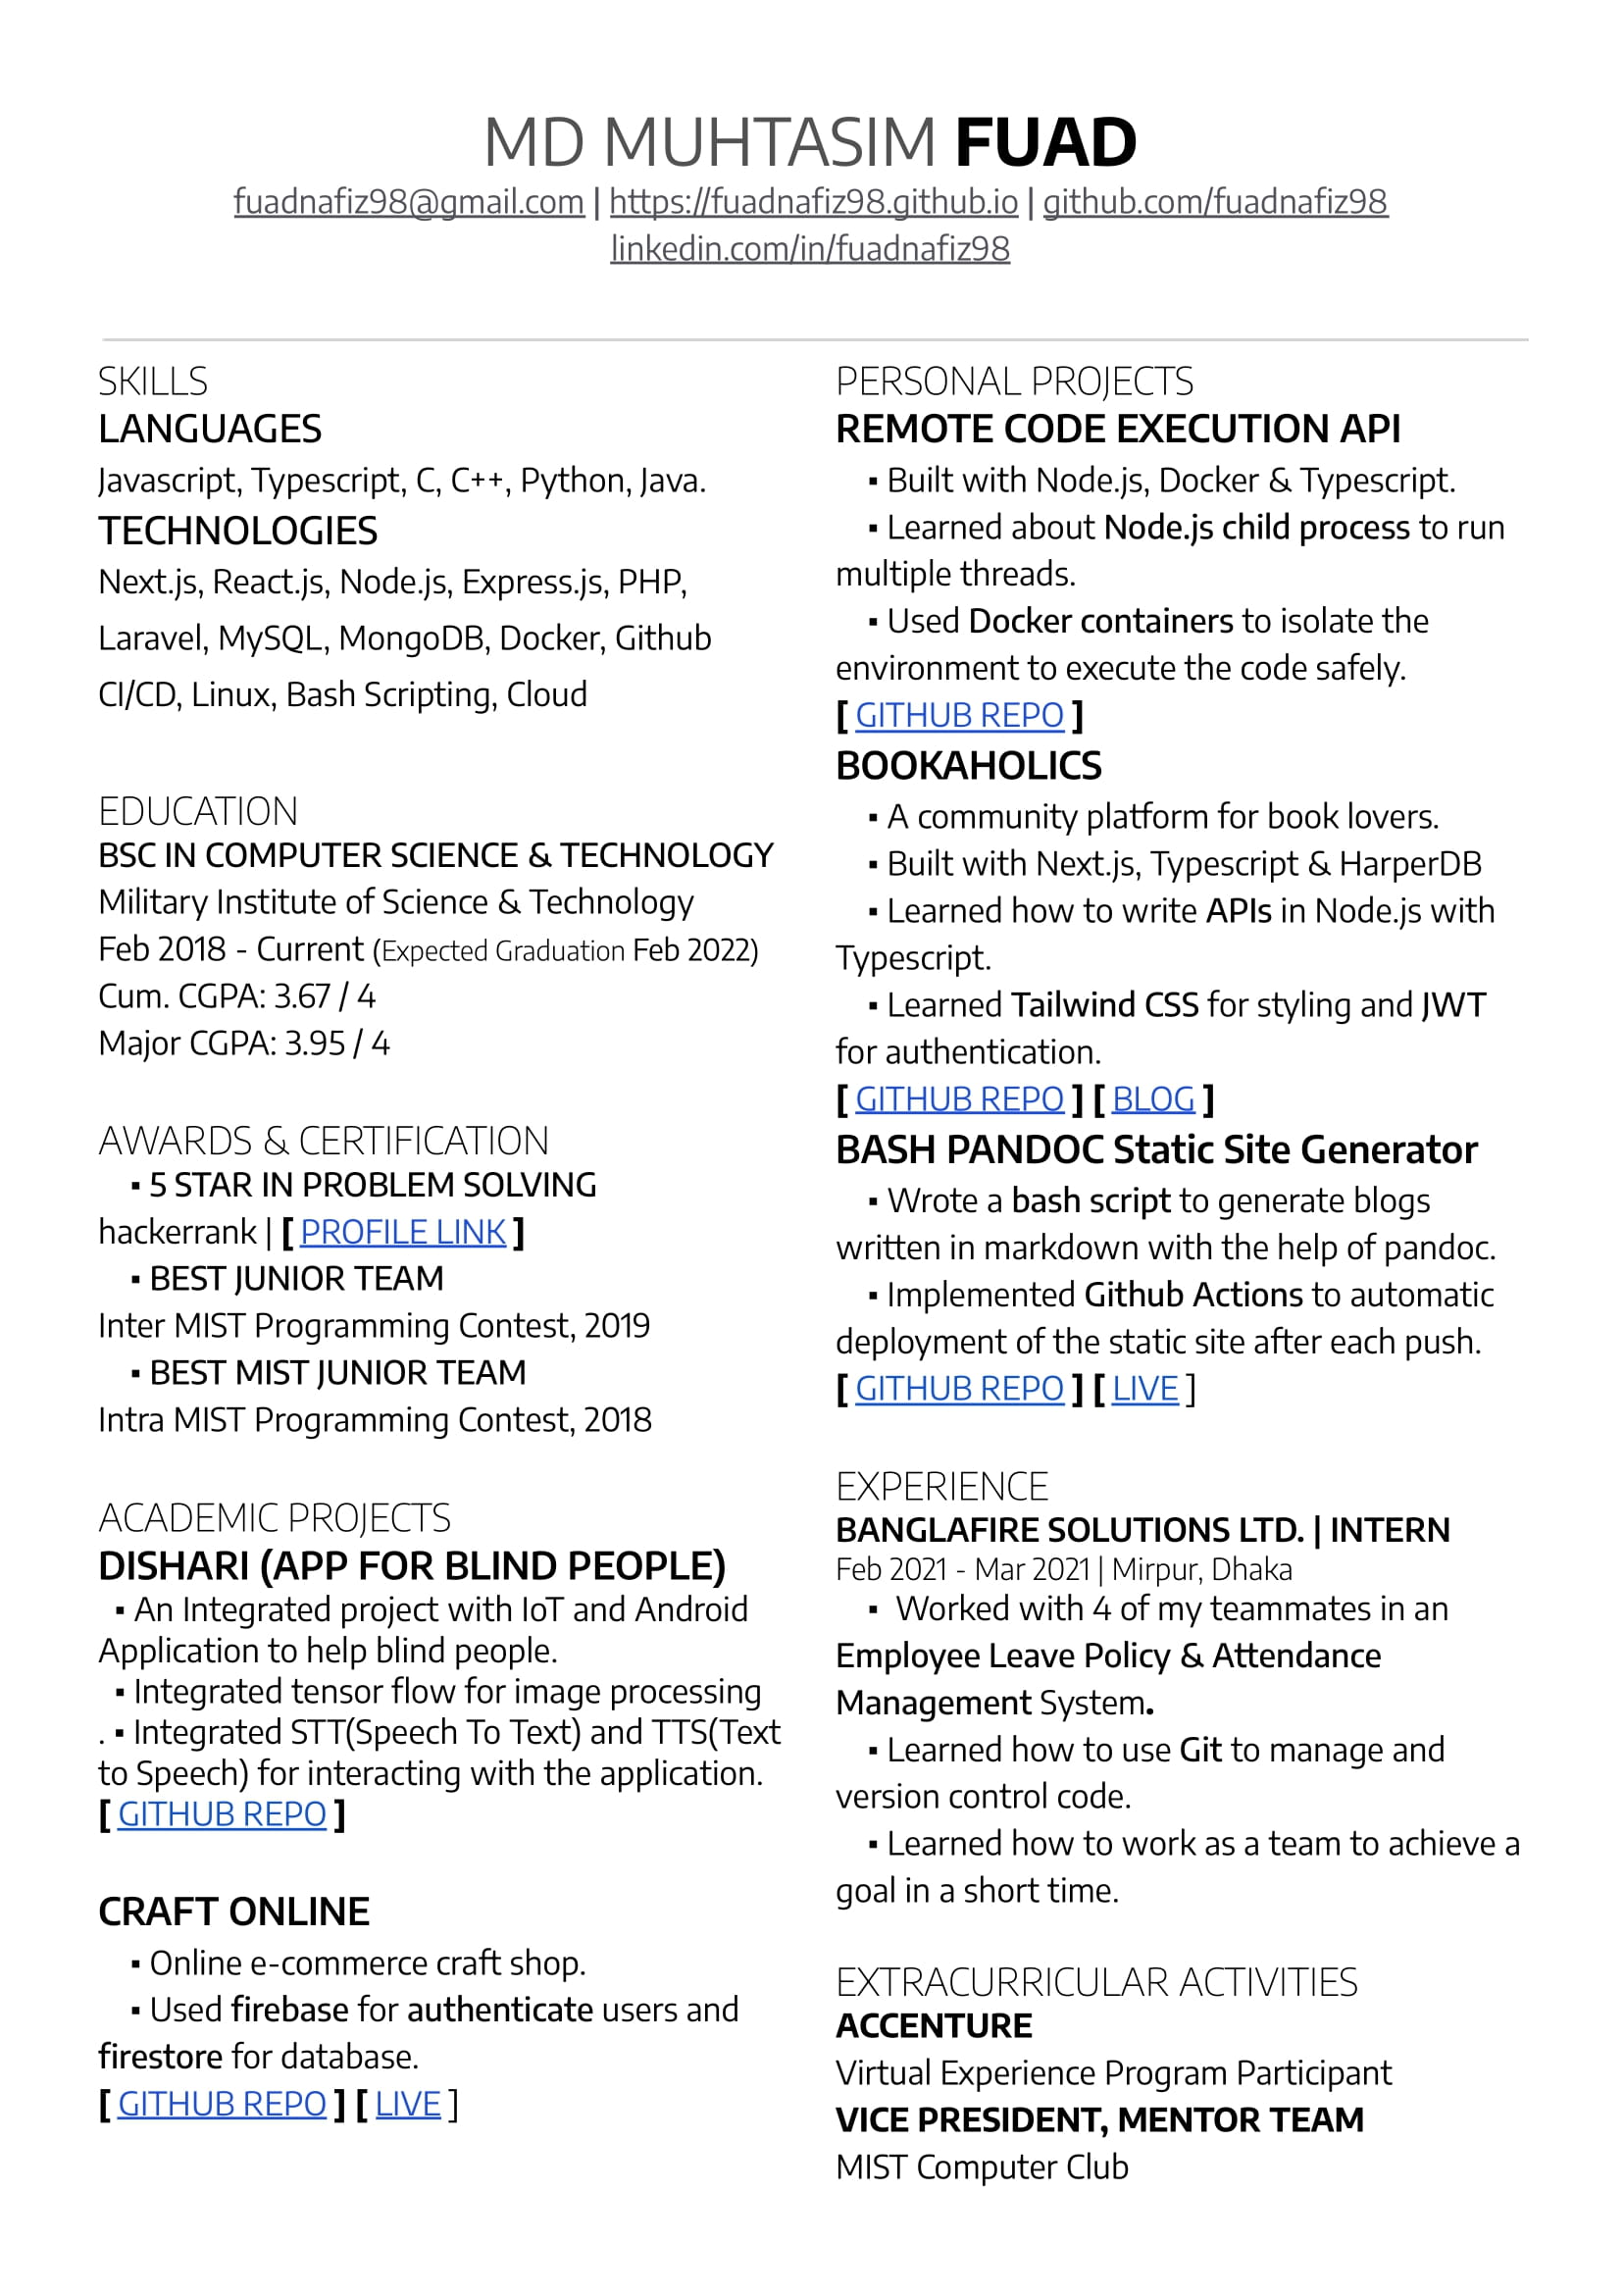 MD MUHTASIM FUAD
fuadnafiz98@gmail.com | https://fuadnafiz98.github.io | github.com/fuadnafiz98
linkedin.com/in/fuadnafiz98
SKILLS
LANGUAGES
Javascript, Typescript, C, C++, Python, Java.
TECHNOLOGIES
Next.js, React.js, Node.js, Express.js, PHP,
Laravel, MySQL, MongoDB, Docker, Github
CI/CD, Linux, Bash Scripting, Cloud
EDUCATION
BSC IN COMPUTER SCIENCE & TECHNOLOGY
Military Institute of Science & Technology
Feb 2018 - Current (Expected Graduation Feb 2022)
Cum. CGPA: 3.67 / 4
Major CGPA: 3.95 / 4
AWARDS & CERTIFICATION
▪ 5 STAR IN PROBLEM SOLVING
hackerrank | [ PROFILE LINK ]
▪ BEST JUNIOR TEAM
Inter MIST Programming Contest, 2019
▪ BEST MIST JUNIOR TEAM
Intra MIST Programming Contest, 2018
ACADEMIC PROJECTS
DISHARI (APP FOR BLIND PEOPLE)
▪ An Integrated project with IoT and Android
Application to help blind people.
▪ Integrated tensor flow for image processing
. ▪ Integrated STT(Speech To Text) and TTS(Text
to Speech) for interacting with the application.
[ GITHUB REPO ]
CRAFT ONLINE
▪ Online e-commerce craft shop.
▪ Used firebase for authenticate users and
firestore for database.
[ GITHUB REPO ] [ LIVE ]
PERSONAL PROJECTS
REMOTE CODE EXECUTION API
▪ Built with Node.js, Docker & Typescript.
▪ Learned about Node.js child process to run
multiple threads.
▪ Used Docker containers to isolate the
environment to execute the code safely.
[ GITHUB REPO ]
BOOKAHOLICS
▪ A community platform for book lovers.
▪ Built with Next.js, Typescript & HarperDB
▪ Learned how to write APIs in Node.js with
Typescript.
▪ Learned Tailwind CSS for styling and JWT
for authentication.
[ GITHUB REPO ] [ BLOG ]
BASH PANDOC Static Site Generator
▪ Wrote a bash script to generate blogs
written in markdown with the help of pandoc.
▪ Implemented Github Actions to automatic
deployment of the static site after each push.
[ GITHUB REPO ] [ LIVE ]
EXPERIENCE
BANGLAFIRE SOLUTIONS LTD. | INTERN
Feb 2021 - Mar 2021 | Mirpur, Dhaka
▪ Worked with 4 of my teammates in an
Employee Leave Policy & Attendance
Management System.
▪ Learned how to use Git to manage and
version control code.
▪ Learned how to work as a team to achieve a
goal in a short time.
EXTRACURRICULAR ACTIVITIES
ACCENTURE
Virtual Experience Program Participant
VICE PRESIDENT, MENTOR TEAM
MIST Computer Club